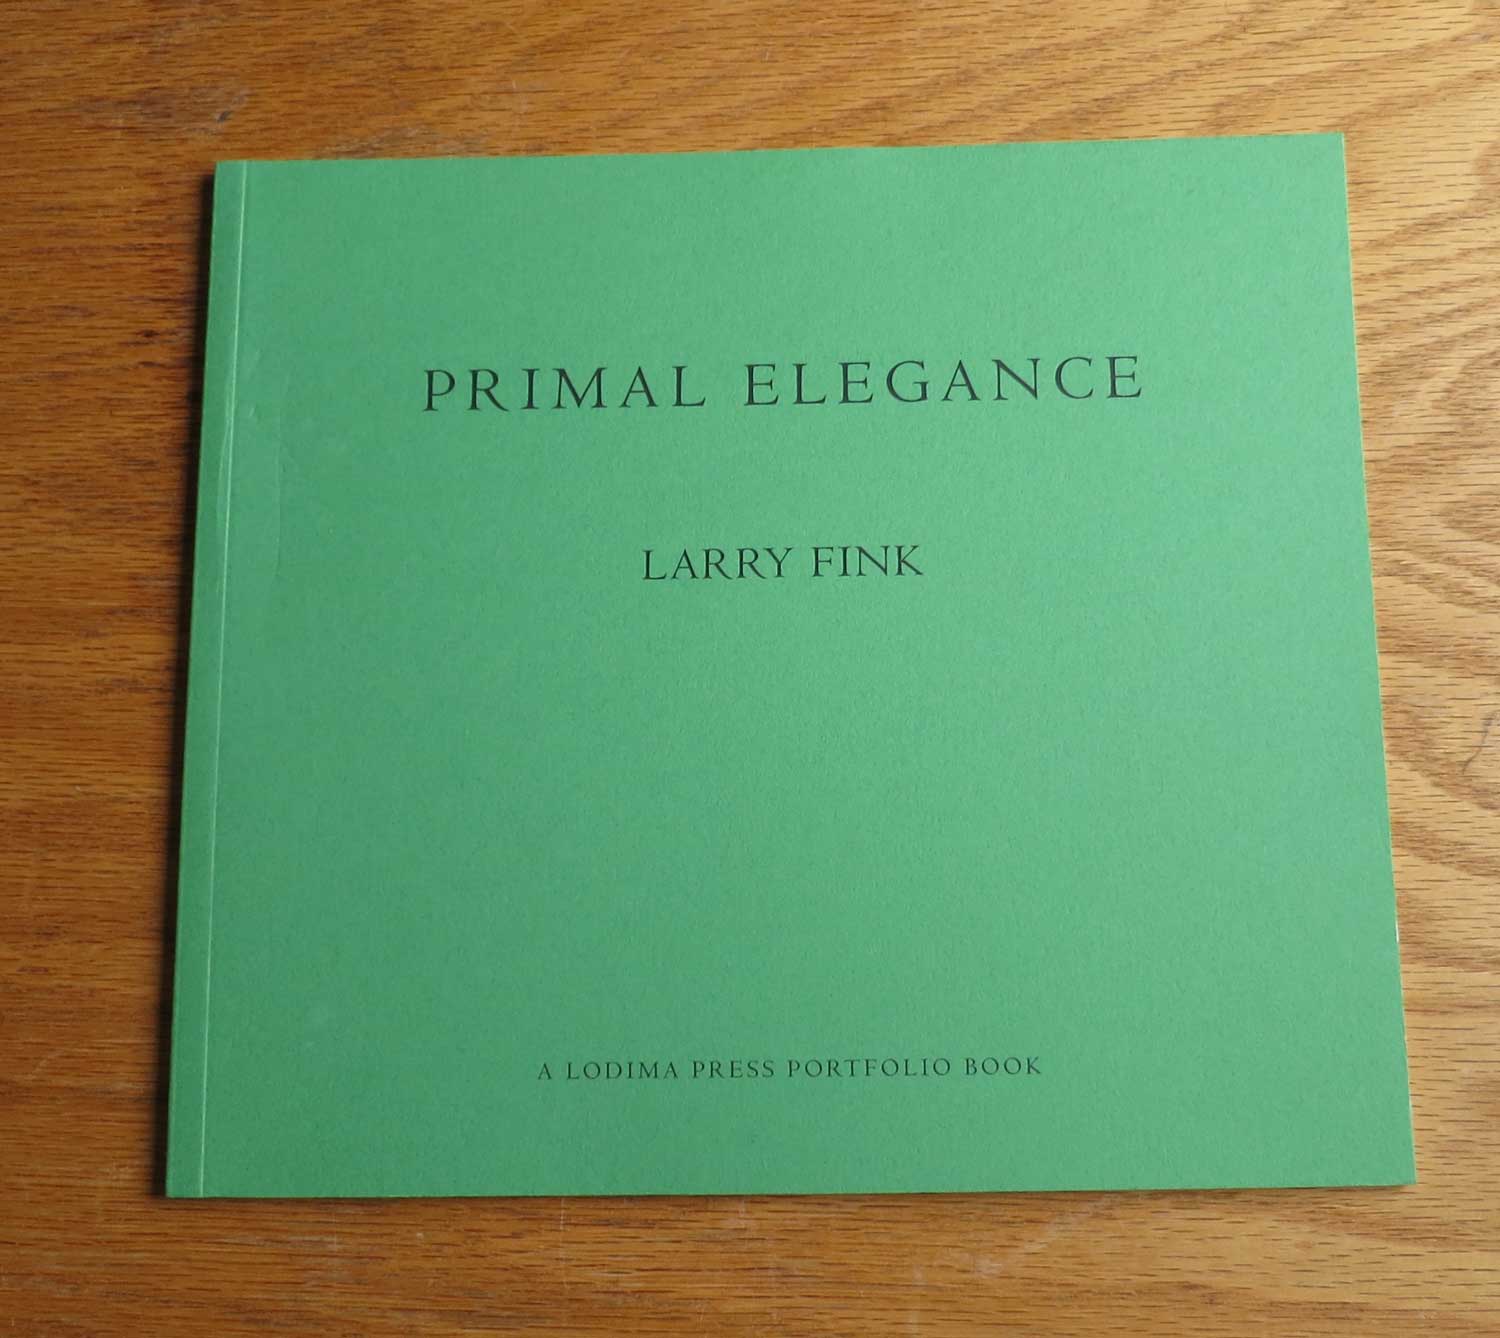 PRIMAL ELEGANCE
LARRY FINK
A LODIMA PRESS PORTFOLIO BOOK